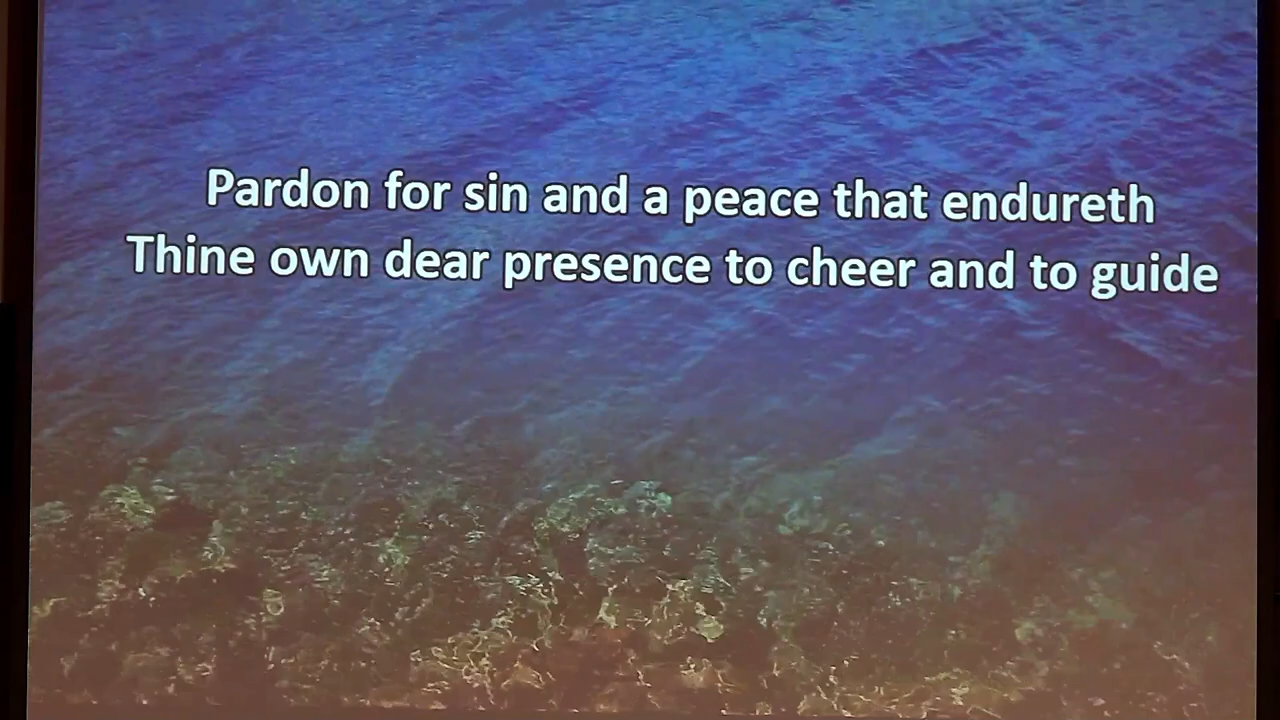 Pardon for sin and a peace that endureth
Thine own dear presence to cheer and to guide